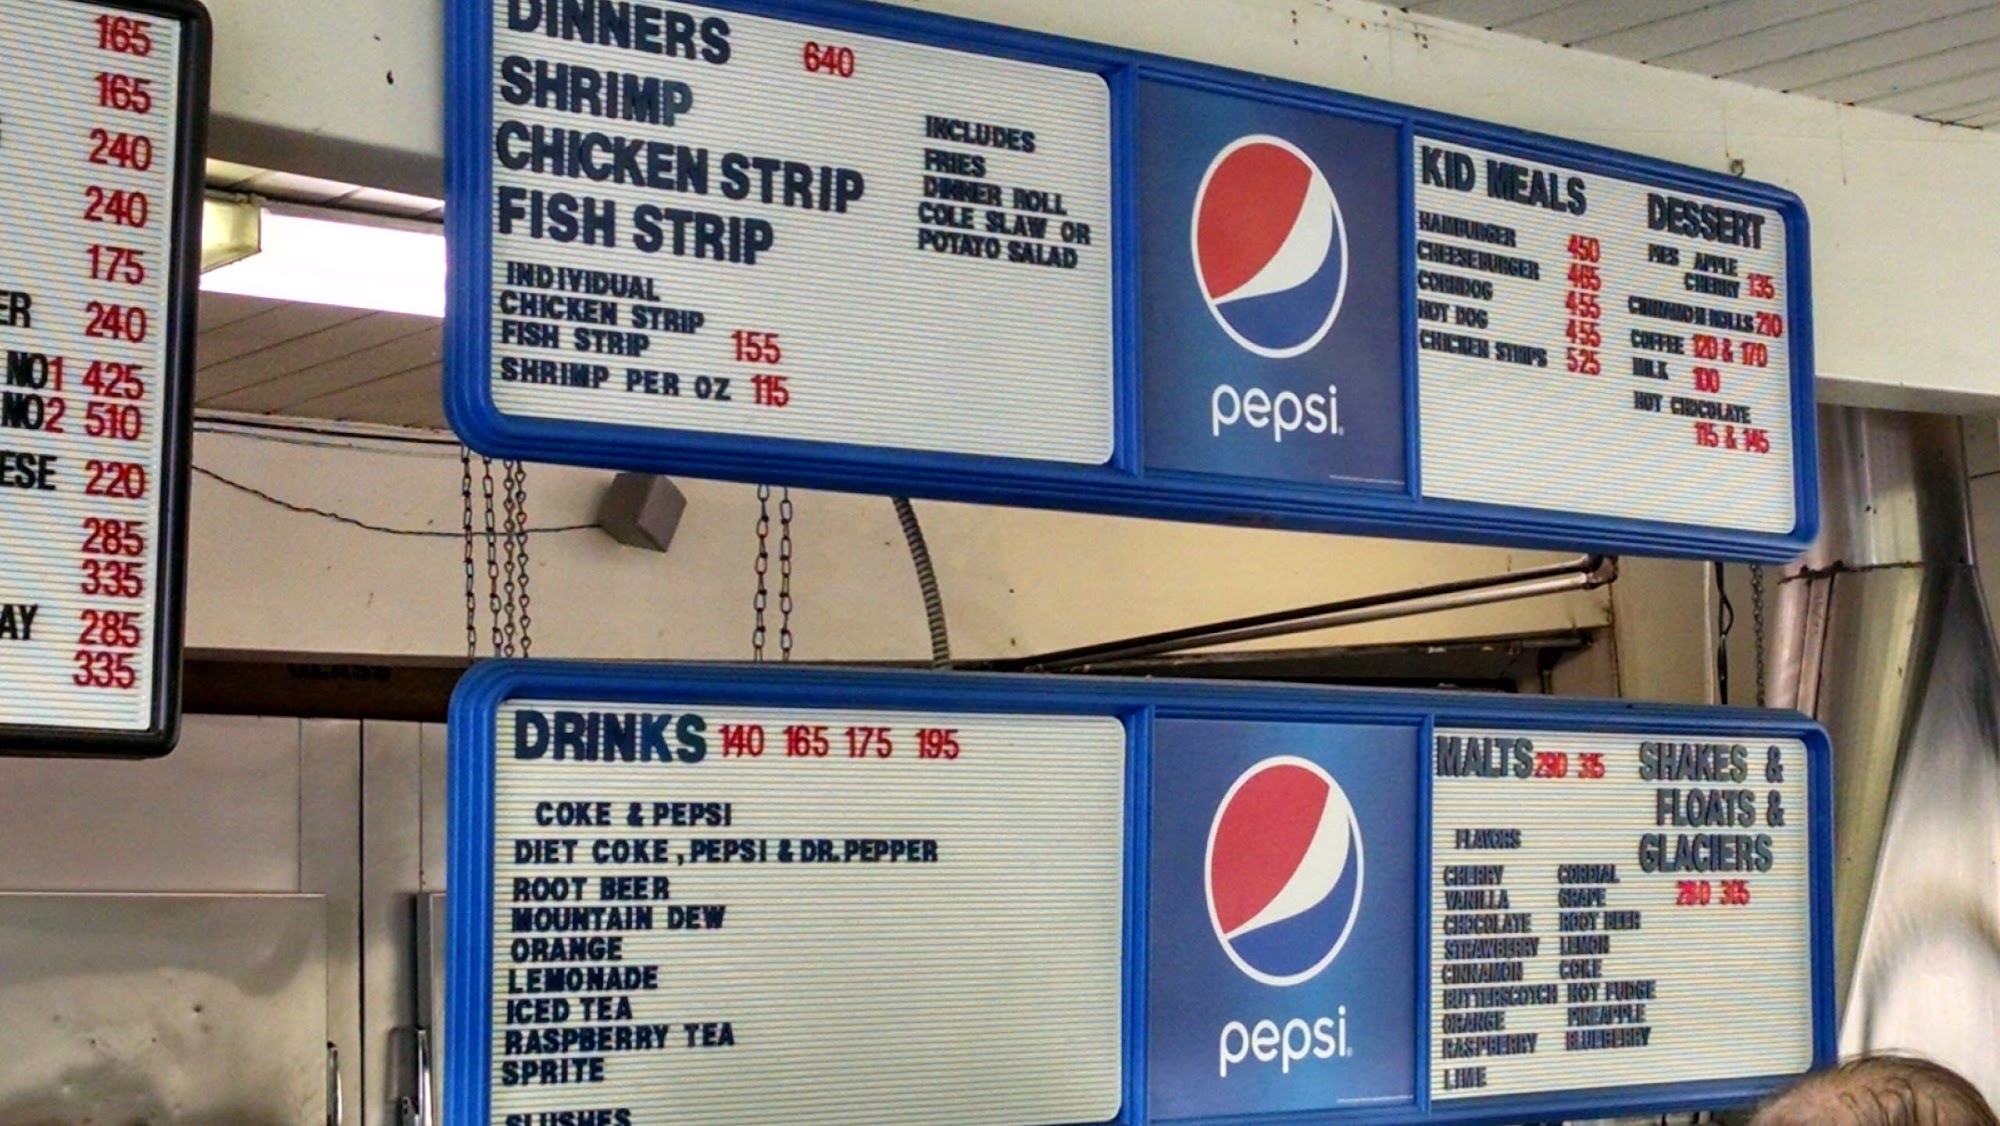 165
165
240
240
175
ER 240
NO1 425
NO2 510
ESE 220
285
335
AY 285
335
DINNERS 640
SHRIMP
CHICKEN STRIP
FISH STRIP
INCLUDES
FRIES
DINNER ROLL
COLE SLAW OR
POTATO SALAD
INDIVIDUAL
CHICKEN STRIP
FISH STRIP 155
SHRIMP PER OZ 115
pepsi
KID MEALS
HAMBURGER 450
CHEESEBURGER 465
CORNDOG 455
HOT DOG 455
CHICKEN STRIPS 525
DESSERT
PIES APPLE
CHERRY 135
CINNAMON ROLLS 210
COFFEE 120 & 170
MILK 100
HOT CHOCOLATE
115 & 145
DRINKS 140 165 175 195
COKE & PEPSI
DIET COKE, PEPSI & DR. PEPPER
ROOT BEER
MOUNTAIN DEW
ORANGE
LEMONADE
ICED TEA
RASPBERRY TEA
SPRITE
SLUSHES
pepsi
MALTS 290 315
FLAVORS
CHERRY
VANILLA
CHOCOLATE
STRAWBERRY
CINNAMON
BUTTERSCOTCH
ORANGE
RASPBERRY
LIME
CORDIAL
GRAPE
ROOT BEER
LEMON
COKE
HOT FUDGE
PINEAPPLE
BLUEBERRY
SHAKES &
FLOATS &
GLACIERS
280 305